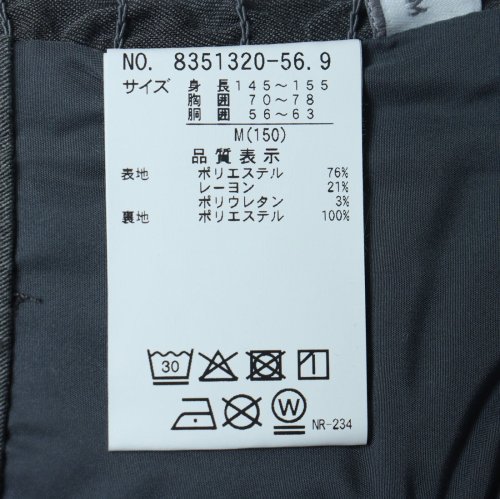 NO. 8351320-56.9
サイズ 身長 145～155
胸囲 70～78
胴囲 56～63
M(150)
品質表示
表地 ポリエステル 76%
レーヨン 21%
ポリウレタン 3%
裏地 ポリエステル 100%
30
W
NR-234